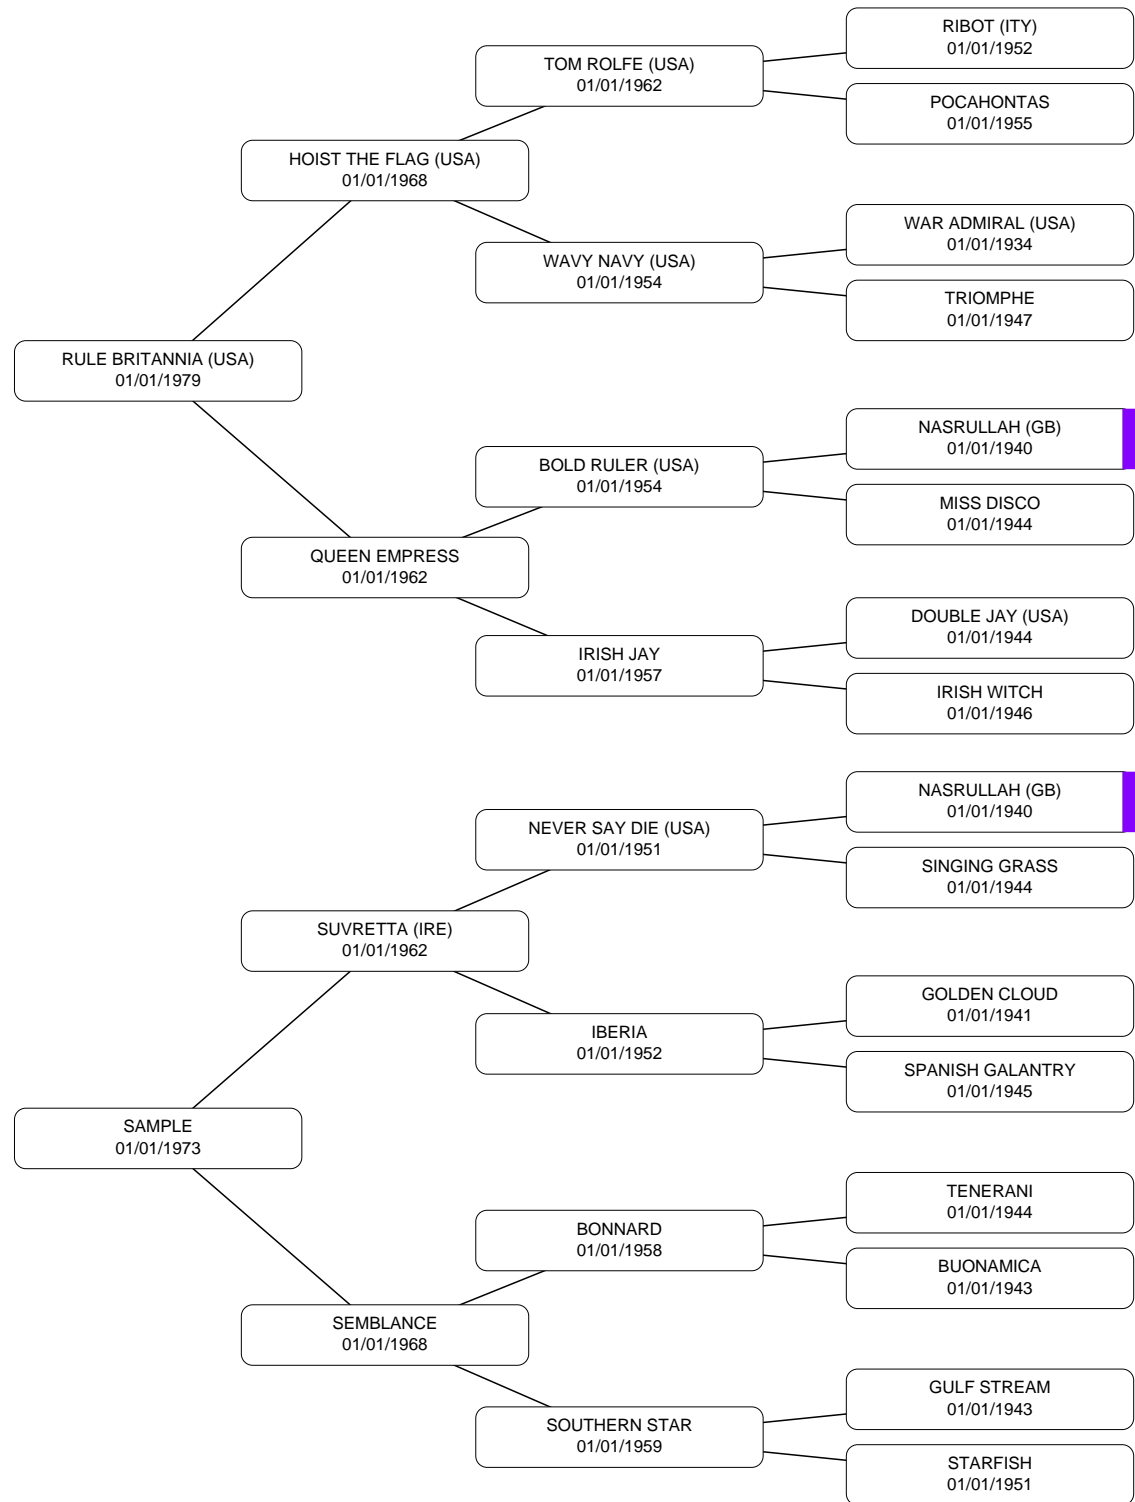 RIBOT (ITY)
01/01/1952
TOM ROLFE (USA)
01/01/1962
POCAHONTAS
01/01/1955
HOIST THE FLAG (USA)
01/01/1968
WAR ADMIRAL (USA)
01/01/1934
WAVY NAVY (USA)
01/01/1954
TRIOMPHE
01/01/1947
RULE BRITANNIA (USA)
01/01/1979
NASRULLAH (GB)
01/01/1940
BOLD RULER (USA)
01/01/1954
MISS DISCO
01/01/1944
QUEEN EMPRESS
01/01/1962
DOUBLE JAY (USA)
01/01/1944
IRISH JAY
01/01/1957
IRISH WITCH
01/01/1946
NASRULLAH (GB)
01/01/1940
NEVER SAY DIE (USA)
01/01/1951
SINGING GRASS
01/01/1944
SUVRETTA (IRE)
01/01/1962
GOLDEN CLOUD
01/01/1941
IBERIA
01/01/1952
SPANISH GALANTRY
01/01/1945
SAMPLE
01/01/1973
TENERANI
01/01/1944
BONNARD
01/01/1958
BUONAMICA
01/01/1943
SEMBLANCE
01/01/1968
GULF STREAM
01/01/1943
SOUTHERN STAR
01/01/1959
STARFISH
01/01/1951